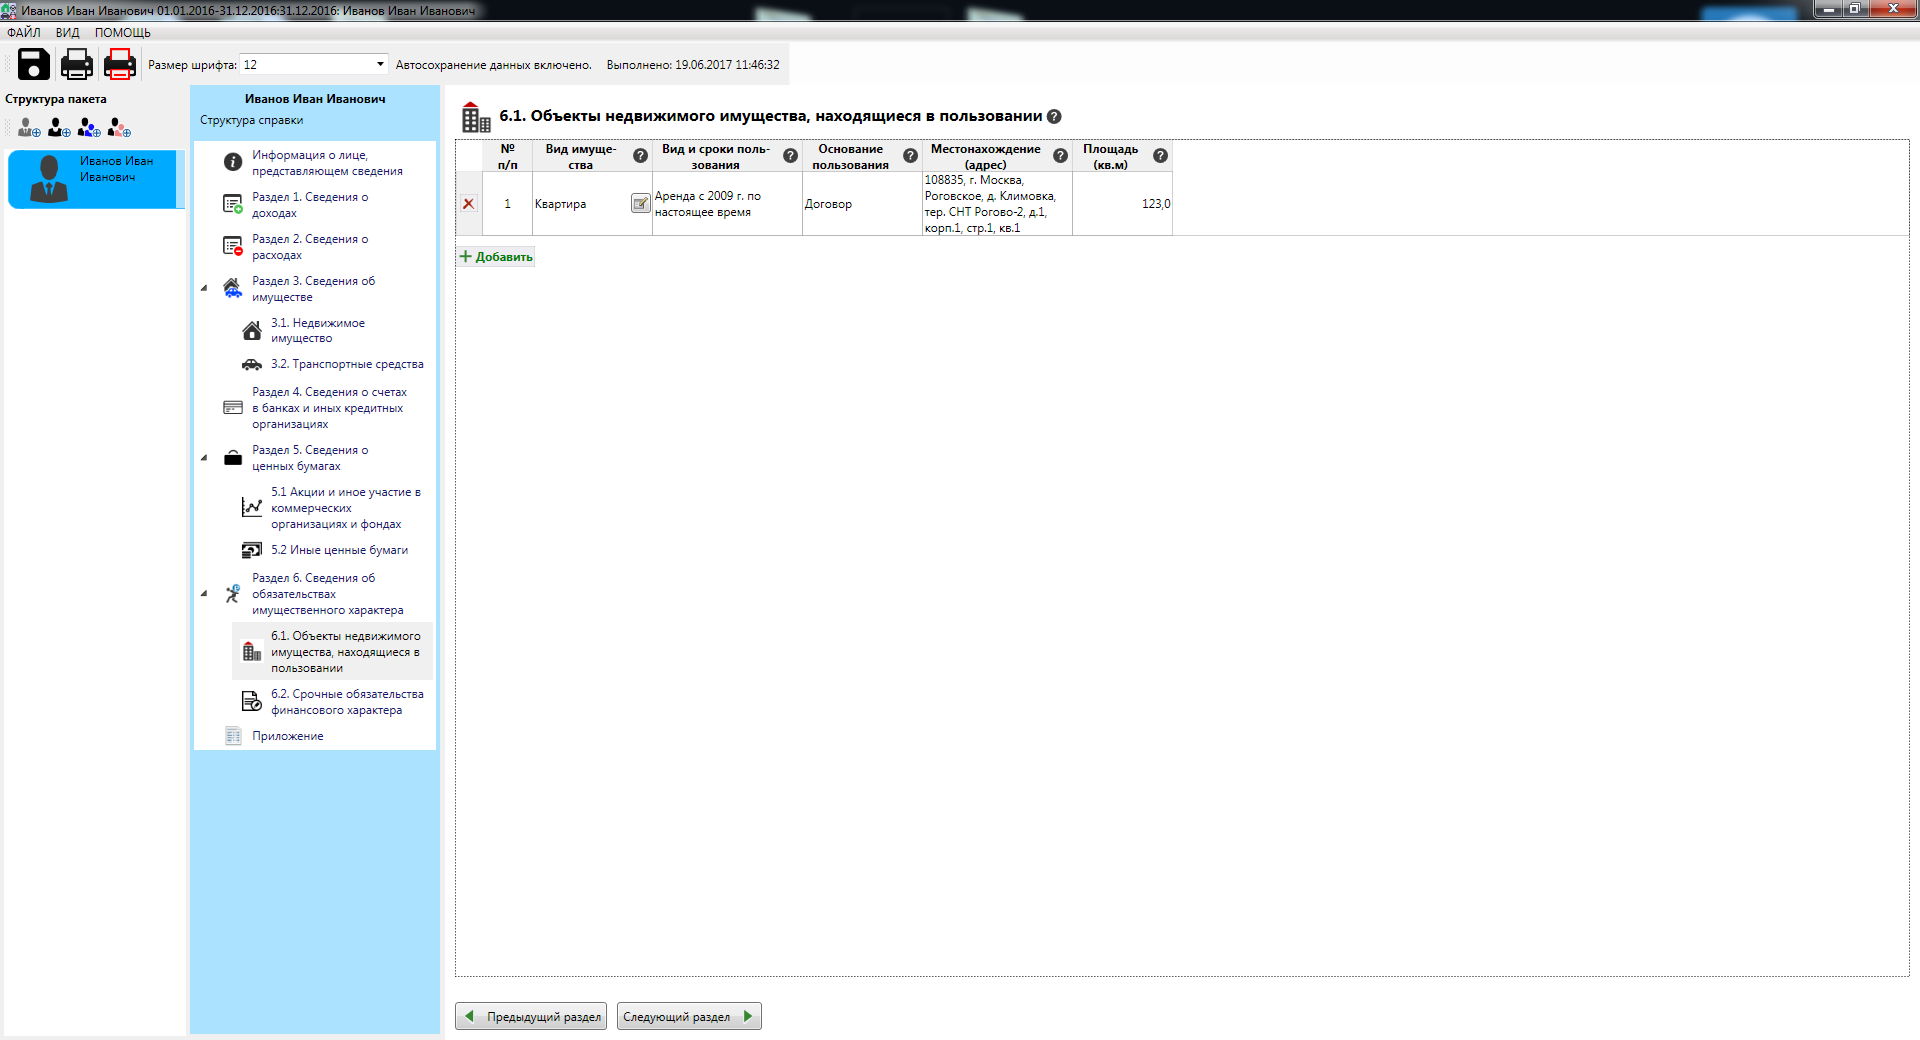 Иванов Иван Иванович 01.01.2016-31.12.2016:31.12.2016: Иванов Иван Иванович
ФАЙЛ ВИД ПОМОЩЬ
Размер шрифта: 12 Автосохранение данных включено. Выполнено: 19.06.2017 11:46:32
Структура пакета
Иванов Иван
Иванович
Иванов Иван Иванович
Структура справки
Информация о лице,
представляющем сведения
Раздел 1. Сведения о
доходах
Раздел 2. Сведения о
расходах
Раздел 3. Сведения об
имуществе
3.1. Недвижимое
имущество
3.2. Транспортные средства
Раздел 4. Сведения о счетах
в банках и иных кредитных
организациях
Раздел 5. Сведения о
ценных бумагах
5.1 Акции и иное участие в
коммерческих
организациях и фондах
5.2 Иные ценные бумаги
Раздел 6. Сведения об
обязательствах
имущественного характера
6.1. Объекты недвижимого
имущества, находящиеся в
пользовании
6.2. Срочные обязательства
финансового характера
Приложение
6.1. Объекты недвижимого имущества, находящиеся в пользовании
№
п/п
Вид имуще-
ства
Вид и сроки поль-
зования
Основание
пользования
Местонахождение
(адрес)
Площадь
(кв.м)
1
Квартира
Аренда с 2009 г. по
настоящее время
Договор
108835, г. Москва,
Роговское, д. Климовка,
тер. СНТ Рогово-2, д.1,
корп.1, стр.1, кв.1
123,0
Добавить
Предыдущий раздел
Следующий раздел